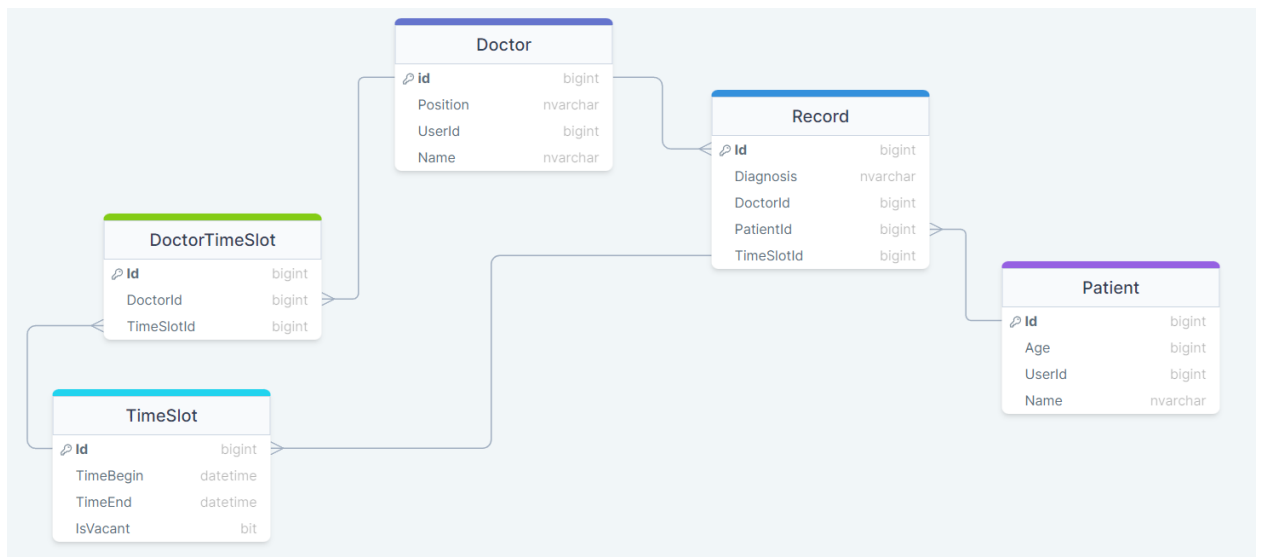 Doctor
id bigint
Position nvarchar
UserId bigint
Name nvarchar
Record
Id bigint
Diagnosis nvarchar
DoctorId bigint
PatientId bigint
TimeSlotId bigint
DoctorTimeSlot
Id bigint
DoctorId bigint
TimeSlotId bigint
Patient
Id bigint
Age bigint
UserId bigint
Name nvarchar
TimeSlot
Id bigint
TimeBegin datetime
TimeEnd datetime
IsVacant bit